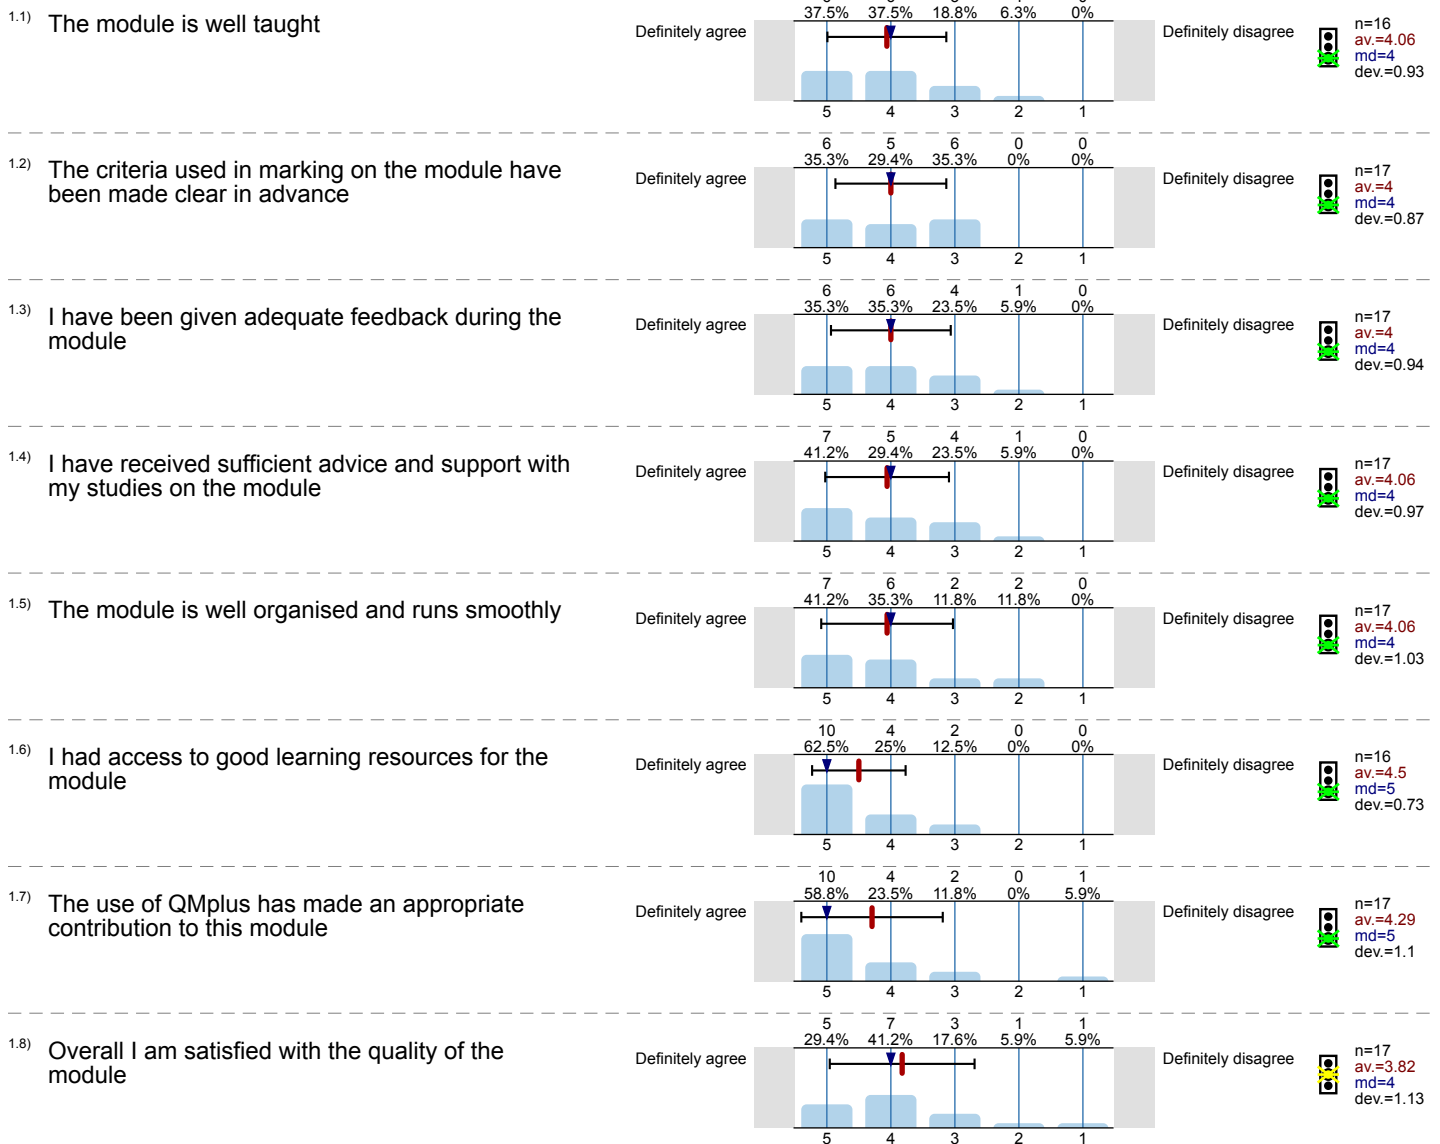 37.5% 37.5% 18.8% 6.3% 0%
1.1) The module is well taught
Definitely agree
Definitely disagree
n=16
av.=4.06
md=4
dev.=0.93
5 4 3 2 1
6 5 6 0 0
35.3% 29.4% 35.3% 0% 0%
1.2) The criteria used in marking on the module have
been made clear in advance
Definitely agree
Definitely disagree
n=17
av.=4
md=4
dev.=0.87
5 4 3 2 1
6 6 4 1 0
35.3% 35.3% 23.5% 5.9% 0%
1.3) I have been given adequate feedback during the
module
Definitely agree
Definitely disagree
n=17
av.=4
md=4
dev.=0.94
5 4 3 2 1
7 5 4 1 0
41.2% 29.4% 23.5% 5.9% 0%
1.4) I have received sufficient advice and support with
my studies on the module
Definitely agree
Definitely disagree
n=17
av.=4.06
md=4
dev.=0.97
5 4 3 2 1
7 6 2 2 0
41.2% 35.3% 11.8% 11.8% 0%
1.5) The module is well organised and runs smoothly
Definitely agree
Definitely disagree
n=17
av.=4.06
md=4
dev.=1.03
5 4 3 2 1
10 4 2 0 0
62.5% 25% 12.5% 0% 0%
1.6) I had access to good learning resources for the
module
Definitely agree
Definitely disagree
n=16
av.=4.5
md=5
dev.=0.73
5 4 3 2 1
10 4 2 0 1
58.8% 23.5% 11.8% 0% 5.9%
1.7) The use of QMplus has made an appropriate
contribution to this module
Definitely agree
Definitely disagree
n=17
av.=4.29
md=5
dev.=1.1
5 4 3 2 1
5 7 3 1 1
29.4% 41.2% 17.6% 5.9% 5.9%
1.8) Overall I am satisfied with the quality of the
module
Definitely agree
Definitely disagree
n=17
av.=3.82
md=4
dev.=1.13
5 4 3 2 1